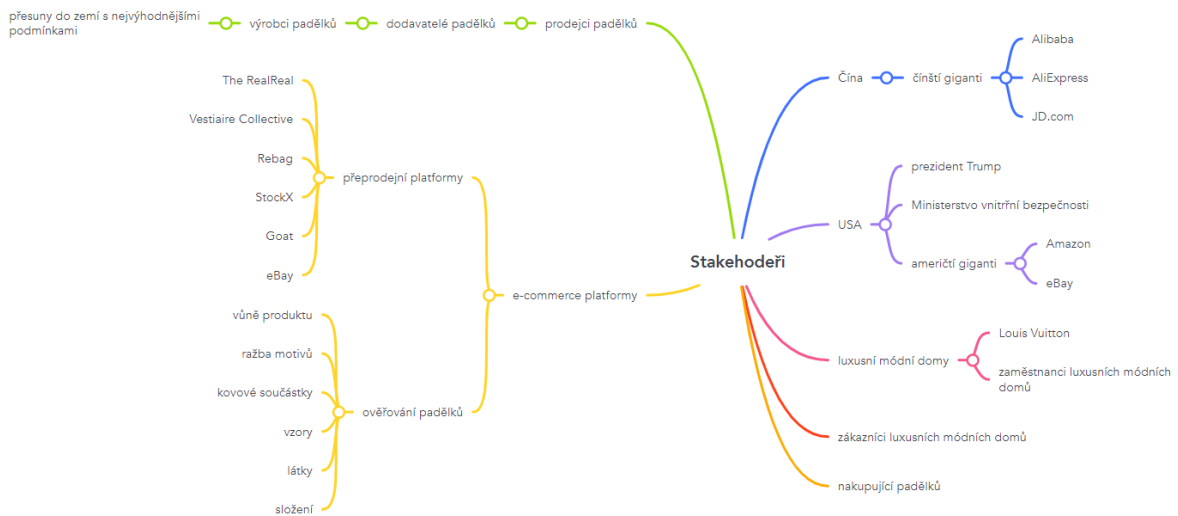 přesuny do zemí s nejvýhodnějšími
podmínkami
výrobci padělků
dodavatelé padělků
prodejci padělků
The RealReal
Vestiaire Collective
Rebag
StockX
Goat
eBay
přeprodejní platformy
vůně produktu
ražba motivů
kovové součástky
vzory
látky
složení
ověřování padělků
e-commerce platformy
Stakehodeři
Čína
čínští giganti
Alibaba
AliExpress
JD.com
USA
prezident Trump
Ministerstvo vnitřní bezpečnosti
američtí giganti
Amazon
eBay
luxusní módní domy
Louis Vuitton
zaměstnanci luxusních módních
domů
zákazníci luxusních módních domů
nakupující padělků